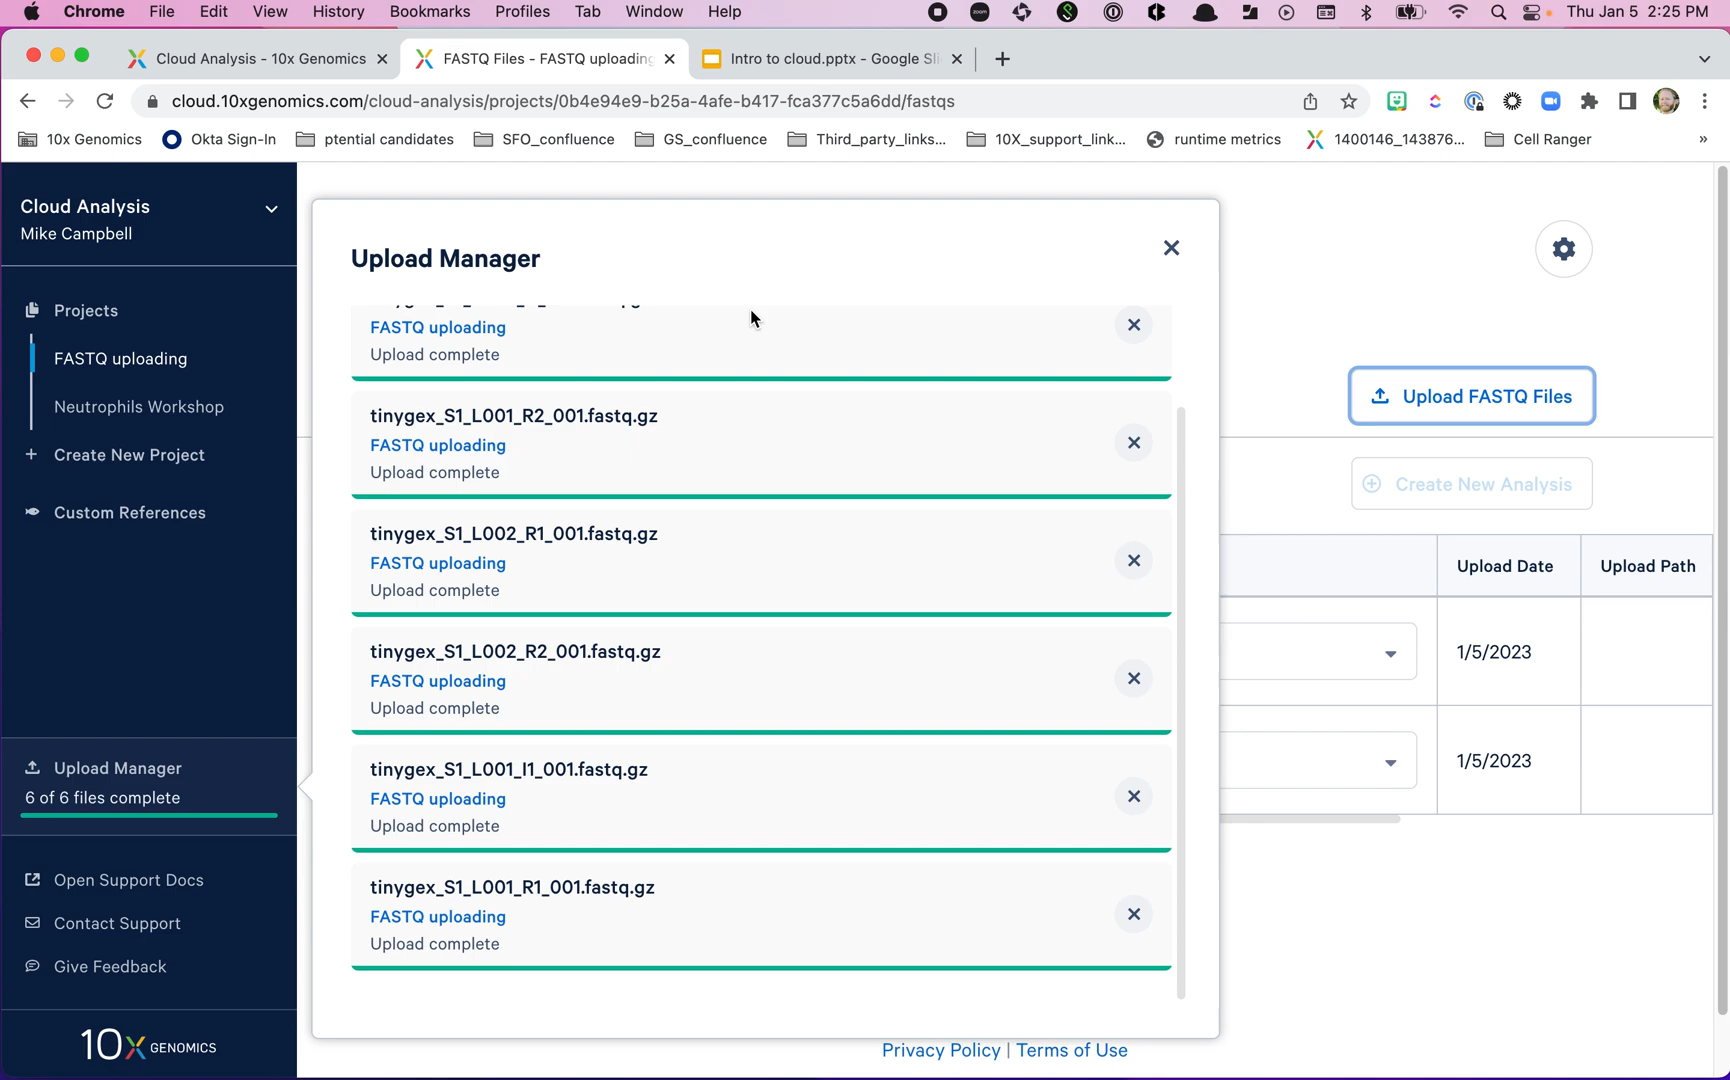 Chrome File Edit View History Bookmarks Profiles Tab Window Help Thu Jan 5 2:25 PM
Cloud Analysis - 10x Genomics
FASTQ Files - FASTQ uploading
Intro to cloud.pptx - Google Sli
cloud.10xgenomics.com/cloud-analysis/projects/0b4e94e9-b25a-4afe-b417-fca377c5a6dd/fastqs
10x Genomics Okta Sign-In ptential candidates SFO_confluence GS_confluence Third_party_links... 10X_support_link... runtime metrics 1400146_143876... Cell Ranger »
Cloud Analysis
Mike Campbell
Projects
FASTQ uploading
Neutrophils Workshop
Create New Project
Custom References
Upload Manager
6 of 6 files complete
Open Support Docs
Contact Support
Give Feedback
10X GENOMICS
Upload Manager
FASTQ uploading
Upload complete
tinygex_S1_L001_R2_001.fastq.gz
FASTQ uploading
Upload complete
tinygex_S1_L002_R1_001.fastq.gz
FASTQ uploading
Upload complete
tinygex_S1_L002_R2_001.fastq.gz
FASTQ uploading
Upload complete
tinygex_S1_L001_I1_001.fastq.gz
FASTQ uploading
Upload complete
tinygex_S1_L001_R1_001.fastq.gz
FASTQ uploading
Upload complete
Upload FASTQ Files
Create New Analysis
Upload Date Upload Path
1/5/2023
1/5/2023
Privacy Policy | Terms of Use